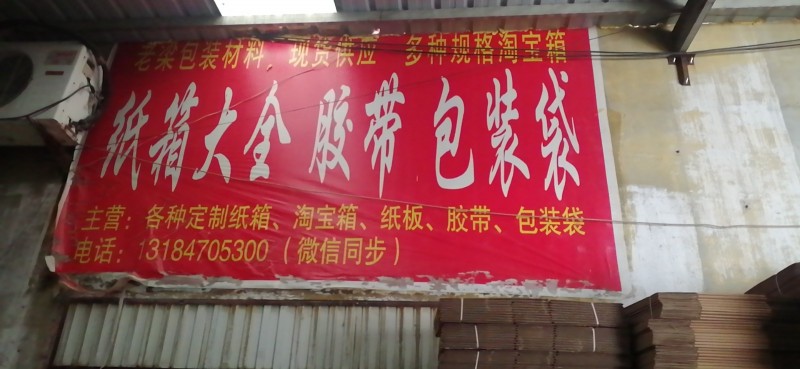 老梁包装材料 现货供应 多种规格淘宝箱
纸箱大全 胶带 包装袋
主营：各种定制纸箱、淘宝箱、纸板、胶带、包装袋
电话：13184705300（微信同步）